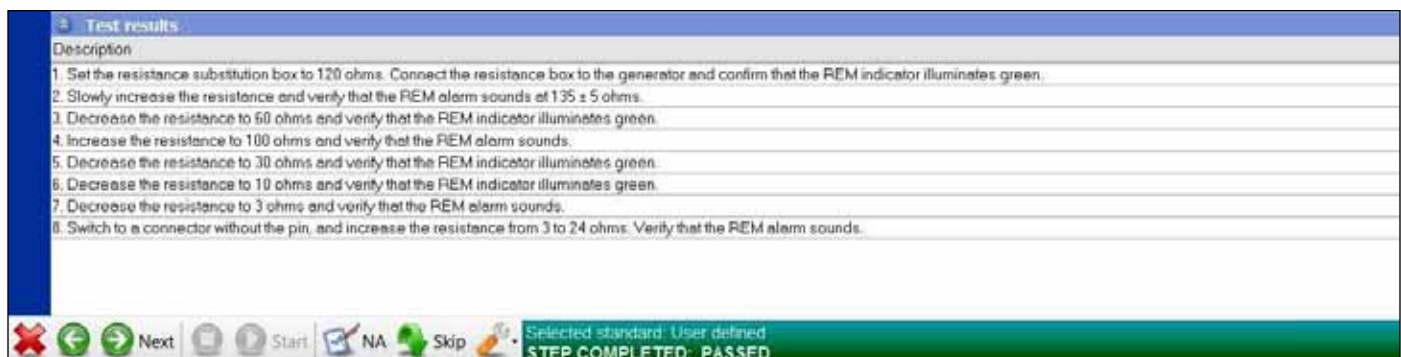 Test results
Description
1. Set the resistance substitution box to 120 ohms. Connect the resistance box to the generator and confirm that the REM indicator illuminates green.
2. Slowly increase the resistance and verify that the REM alarm sounds at 135 ± 5 ohms.
3. Decrease the resistance to 60 ohms and verify that the REM indicator illuminates green.
4. Increase the resistance to 100 ohms and verify that the REM alarm sounds.
5. Decrease the resistance to 30 ohms and verify that the REM indicator illuminates green.
6. Decrease the resistance to 10 ohms and verify that the REM indicator illuminates green.
7. Decrease the resistance to 3 ohms and verify that the REM alarm sounds.
8. Switch to a connector without the pin, and increase the resistance from 3 to 24 ohms. Verify that the REM alarm sounds.
Next Start NA Skip
Selected standard: User defined
STEP COMPLETED: PASSED